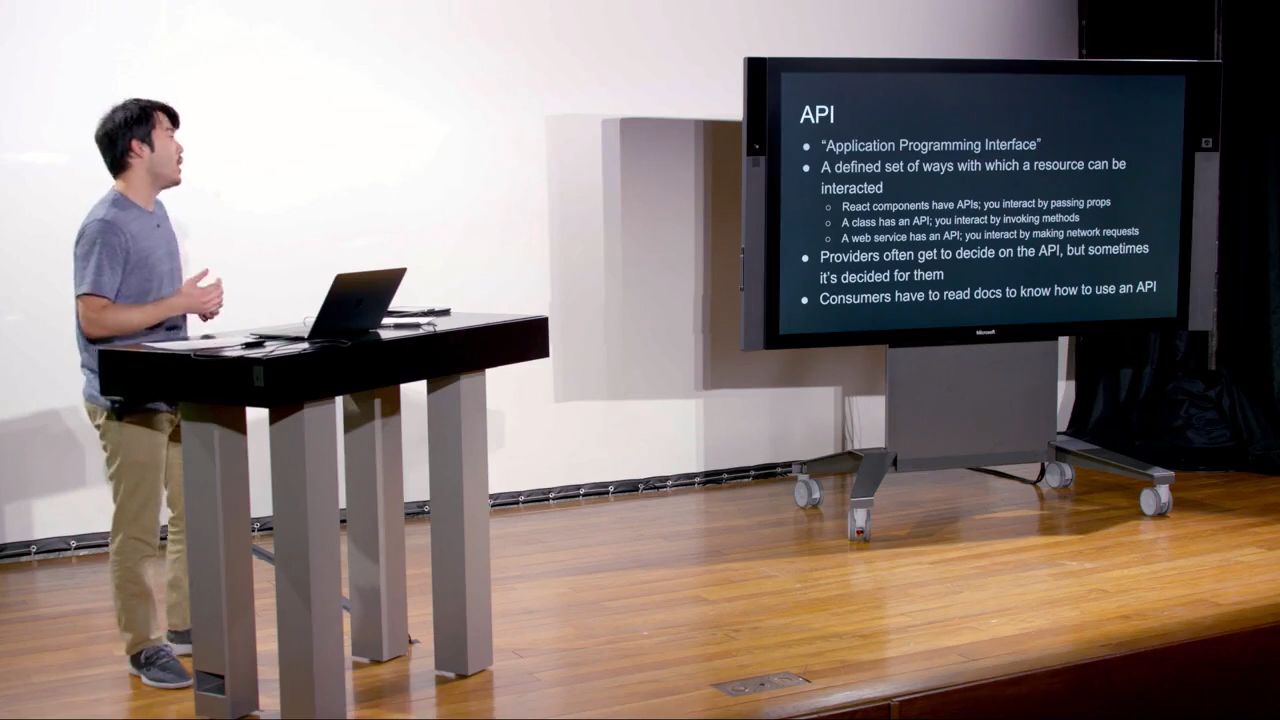 API
● “Application Programming Interface”
● A defined set of ways with which a resource can be
interacted
○ React components have APIs; you interact by passing props
○ A class has an API; you interact by invoking methods
○ A web service has an API; you interact by making network requests
● Providers often get to decide on the API, but sometimes
it's decided for them
● Consumers have to read docs to know how to use an API
Microsoft